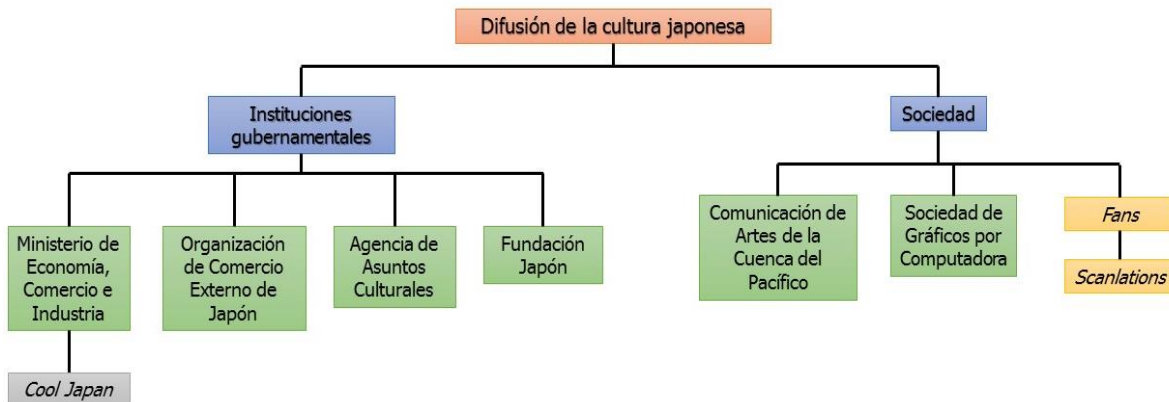 Difusión de la cultura japonesa
Instituciones
gubernamentales
Sociedad
Ministerio de
Economía,
Comercio e
Industria
Organización
de Comercio
Externo de
Japón
Agencia de
Asuntos
Culturales
Fundación
Japón
Comunicación de
Artes de la
Cuenca del
Pacífico
Sociedad de
Gráficos por
Computadora
Fans
Scanlations
Cool Japan